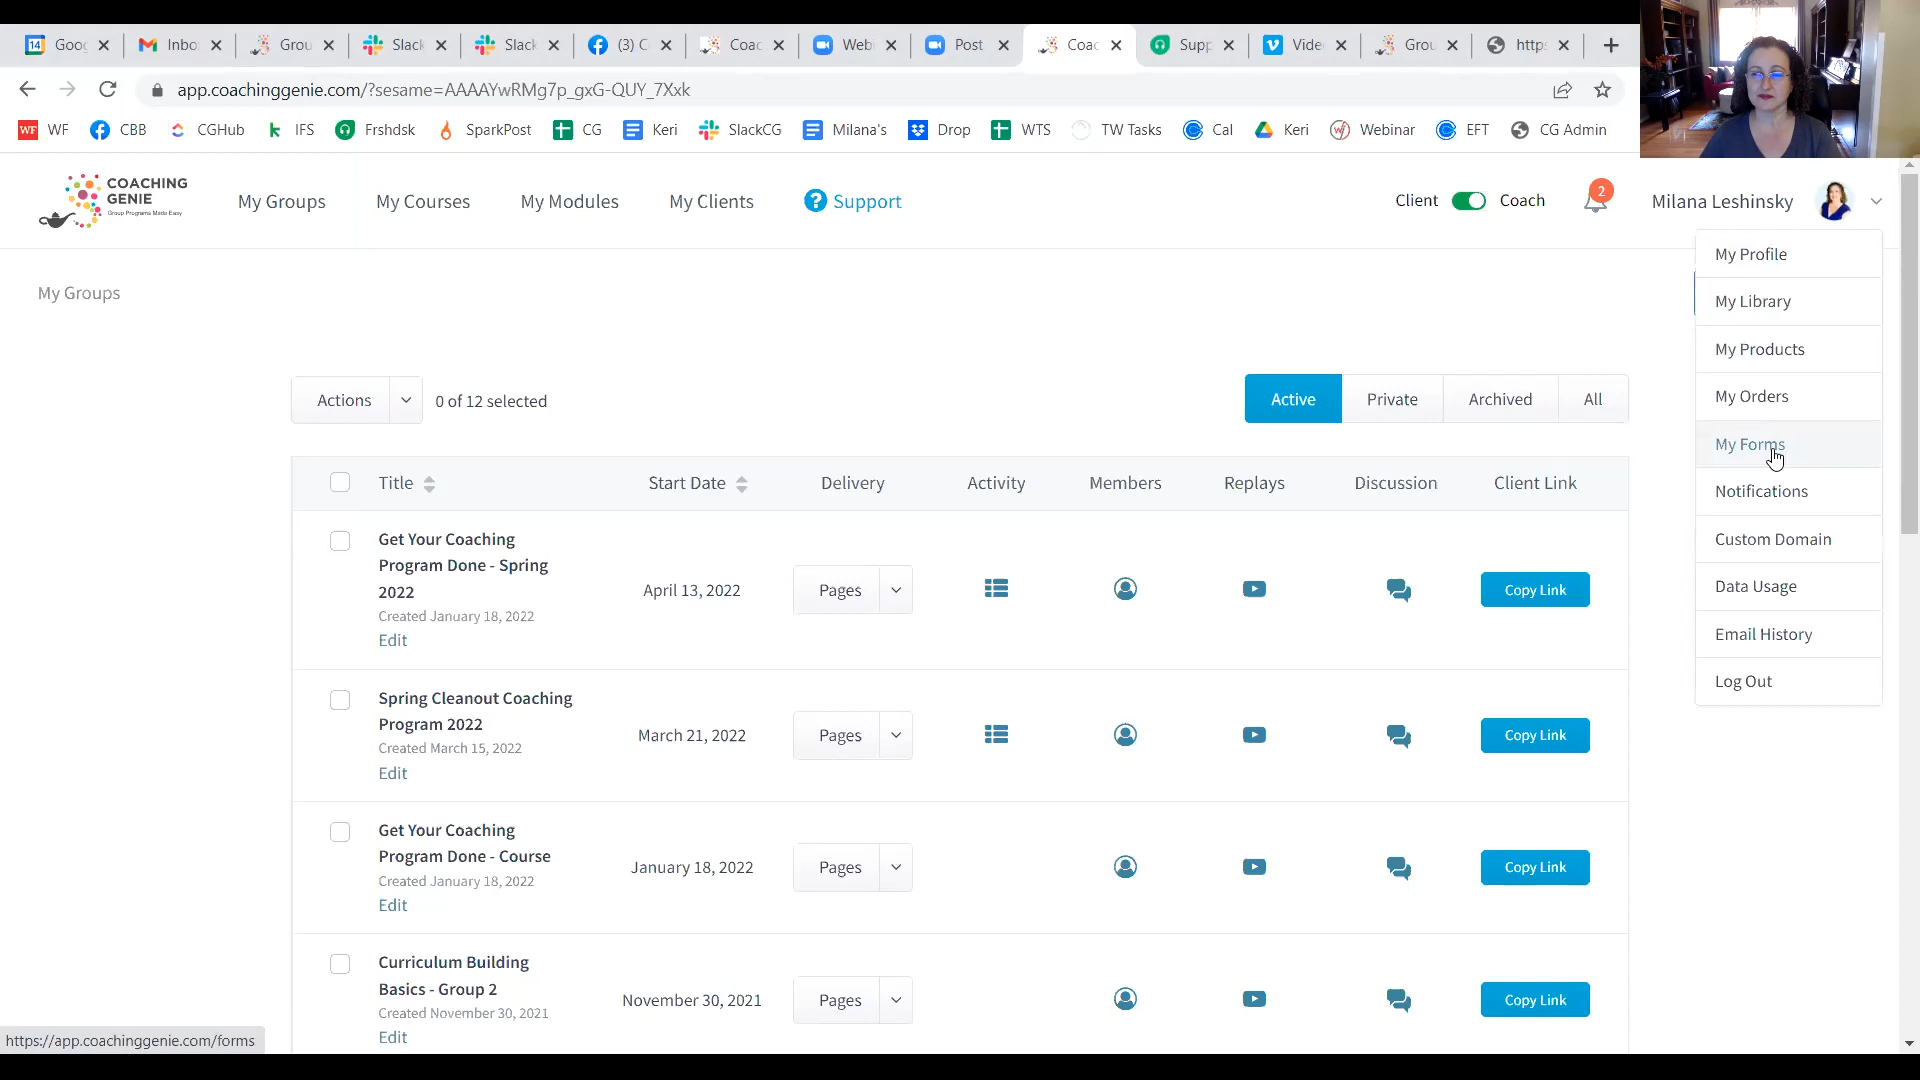 14 Goog
Inbo
Grou
Slack
Slack
(3) C
Coac
Web
Post
Coac
Supp
Vide
Grou
https
app.coachinggenie.com/?sesame=AAAAYwRMg7p_gxG-QUY_7Xxk
WF WF
CBB
CGHub
IFS
Frshdsk
SparkPost
CG
Keri
SlackCG
Milana's
Drop
WTS
TW Tasks
Cal
Keri
Webinar
EFT
CG Admin
COACHING
GENIE
Group Programs Made Easy
My Groups
My Courses
My Modules
My Clients
? Support
Client
Coach
2
Milana Leshinsky
My Profile
My Library
My Products
My Orders
My Forms
Notifications
Custom Domain
Data Usage
Email History
Log Out
My Groups
Actions
0 of 12 selected
Active
Private
Archived
All
Title
Start Date
Delivery
Activity
Members
Replays
Discussion
Client Link
Get Your Coaching
Program Done - Spring
2022
Created January 18, 2022
Edit
April 13, 2022
Pages
Copy Link
Spring Cleanout Coaching
Program 2022
Created March 15, 2022
Edit
March 21, 2022
Pages
Copy Link
Get Your Coaching
Program Done - Course
Created January 18, 2022
Edit
January 18, 2022
Pages
Copy Link
Curriculum Building
Basics - Group 2
Created November 30, 2021
Edit
November 30, 2021
Pages
Copy Link
https://app.coachinggenie.com/forms